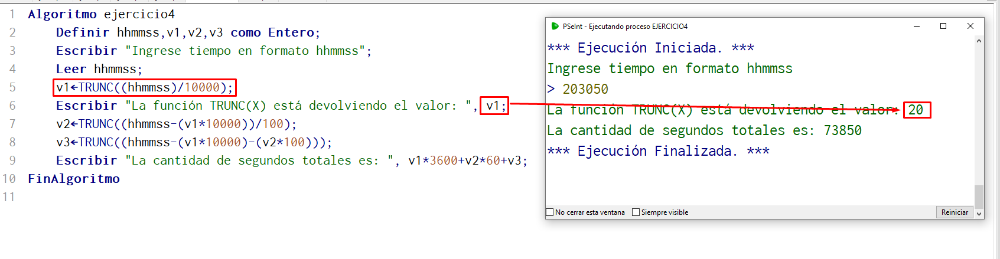 1 Algoritmo ejercicio4
2 Definir hhmmss,v1,v2,v3 como Entero;
3 Escribir "Ingrese tiempo en formato hhmmss";
4 Leer hhmmss;
5 v1←TRUNC((hhmmss)/10000);
6 Escribir "La función TRUNC(X) está devolviendo el valor: ", v1;
7 v2←TRUNC((hhmmss-(v1*10000))/100);
8 v3←TRUNC((hhmmss-(v1*10000)-(v2*100)));
9 Escribir "La cantidad de segundos totales es: ", v1*3600+v2*60+v3;
10 FinAlgoritmo
11
PSeInt - Ejecutando proceso EJERCICIO4
*** Ejecución Iniciada. ***
Ingrese tiempo en formato hhmmss
> 203050
La función TRUNC(X) está devolviendo el valor: 20
La cantidad de segundos totales es: 73850
*** Ejecución Finalizada. ***
No cerrar esta ventana Siempre visible Reiniciar